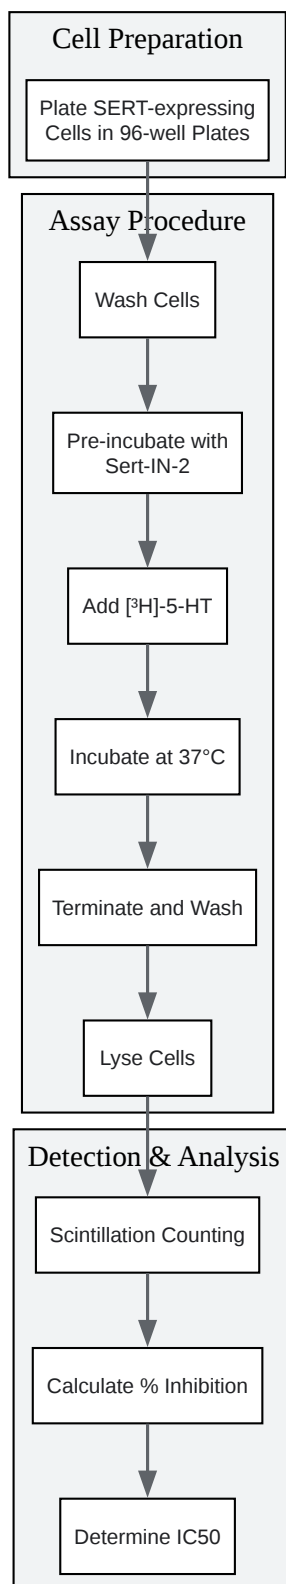 Cell Preparation
Plate SERT-expressing
Cells in 96-well Plates
Assay Procedure
Wash Cells
Pre-incubate with
Sert-IN-2
Add [³H]-5-HT
Incubate at 37°C
Terminate and Wash
Lyse Cells
Detection & Analysis
Scintillation Counting
Calculate % Inhibition
Determine IC50